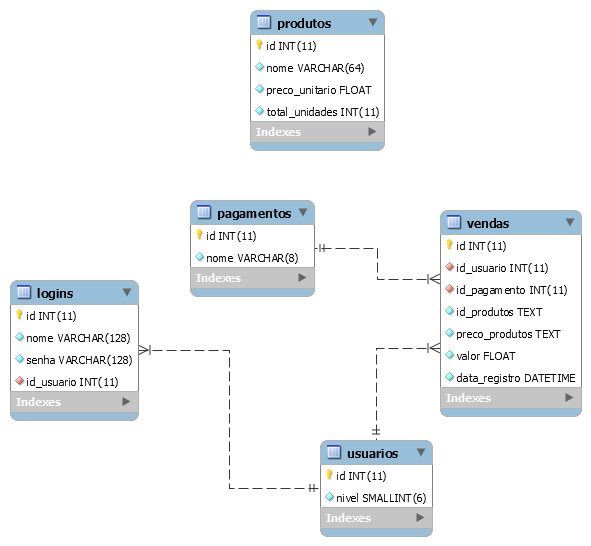 produtos
id INT(11)
nome VARCHAR(64)
preco_unitario FLOAT
total_unidades INT(11)
Indexes
pagamentos
id INT(11)
nome VARCHAR(8)
Indexes
vendas
id INT(11)
id_usuario INT(11)
id_pagamento INT(11)
id_produtos TEXT
preco_produtos TEXT
valor FLOAT
data_registro DATETIME
Indexes
logins
id INT(11)
nome VARCHAR(128)
senha VARCHAR(128)
id_usuario INT(11)
Indexes
usuarios
id INT(11)
nivel SMALLINT(6)
Indexes